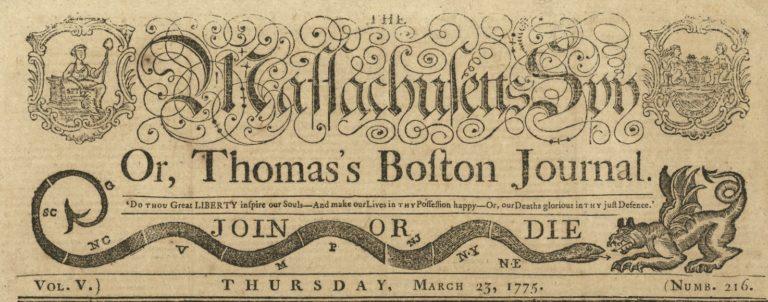 THE
Maſſachuſetts Spy
Or, Thomas's Boſton Journal.
'Do THOU Great LIBERTY inſpire our Souls—And make our Lives in THY Poſſeſſion happy—Or, our Deaths glorious in THY juſt Defence.'
JOIN OR DIE
G
SC
NC
V
M
P
NJ
N·Y
N·E
VOL. V.)
THURSDAY, MARCH 23, 1775.
(NUMB. 216.